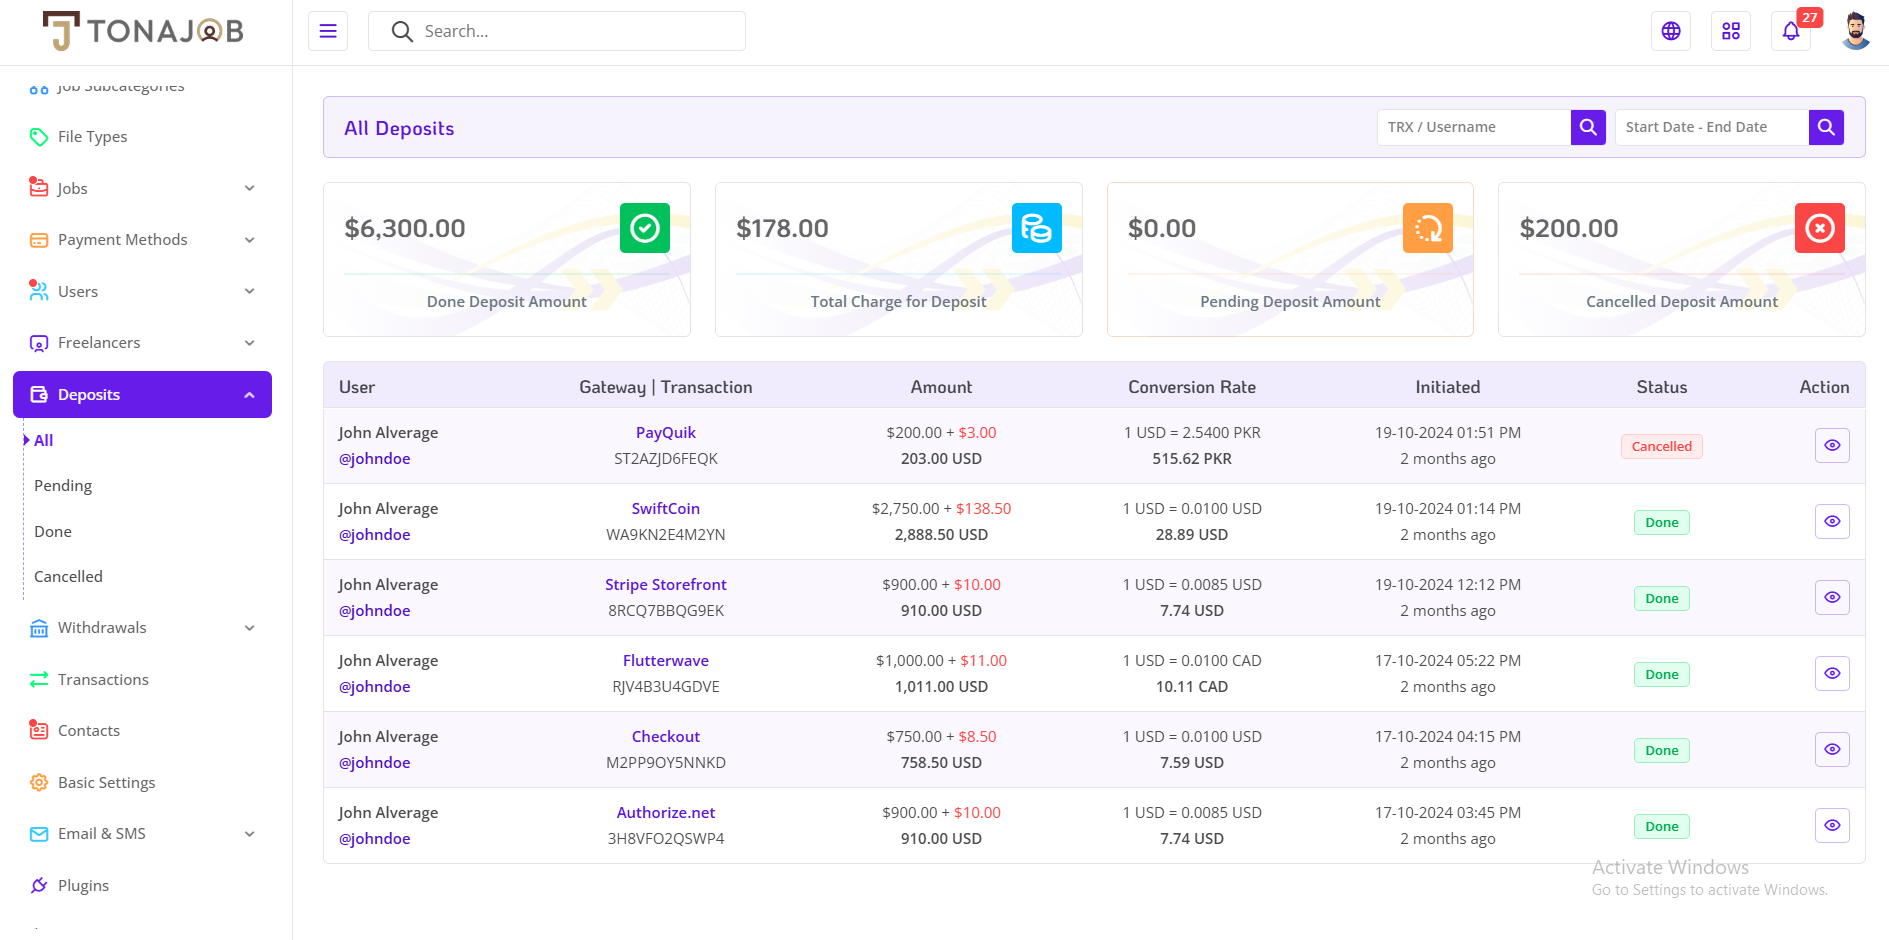 TONAJOB
Search...
27
Job Subcategories
File Types
Jobs
Payment Methods
Users
Freelancers
Deposits
All
Pending
Done
Cancelled
Withdrawals
Transactions
Contacts
Basic Settings
Email & SMS
Plugins
All Deposits
TRX / Username
Start Date - End Date
$6,300.00
Done Deposit Amount
$178.00
Total Charge for Deposit
$0.00
Pending Deposit Amount
$200.00
Cancelled Deposit Amount
User Gateway | Transaction Amount Conversion Rate Initiated Status Action
John Alverage PayQuik $200.00 + $3.00 1 USD = 2.5400 PKR 19-10-2024 01:51 PM Cancelled
@johndoe ST2AZJD6FEQK 203.00 USD 515.62 PKR 2 months ago
John Alverage SwiftCoin $2,750.00 + $138.50 1 USD = 0.0100 USD 19-10-2024 01:14 PM Done
@johndoe WA9KN2E4M2YN 2,888.50 USD 28.89 USD 2 months ago
John Alverage Stripe Storefront $900.00 + $10.00 1 USD = 0.0085 USD 19-10-2024 12:12 PM Done
@johndoe 8RCQ7BBQG9EK 910.00 USD 7.74 USD 2 months ago
John Alverage Flutterwave $1,000.00 + $11.00 1 USD = 0.0100 CAD 17-10-2024 05:22 PM Done
@johndoe RJV4B3U4GDVE 1,011.00 USD 10.11 CAD 2 months ago
John Alverage Checkout $750.00 + $8.50 1 USD = 0.0100 USD 17-10-2024 04:15 PM Done
@johndoe M2PP9OY5NNKD 758.50 USD 7.59 USD 2 months ago
John Alverage Authorize.net $900.00 + $10.00 1 USD = 0.0085 USD 17-10-2024 03:45 PM Done
@johndoe 3H8VFO2QSWP4 910.00 USD 7.74 USD 2 months ago
Activate Windows
Go to Settings to activate Windows.